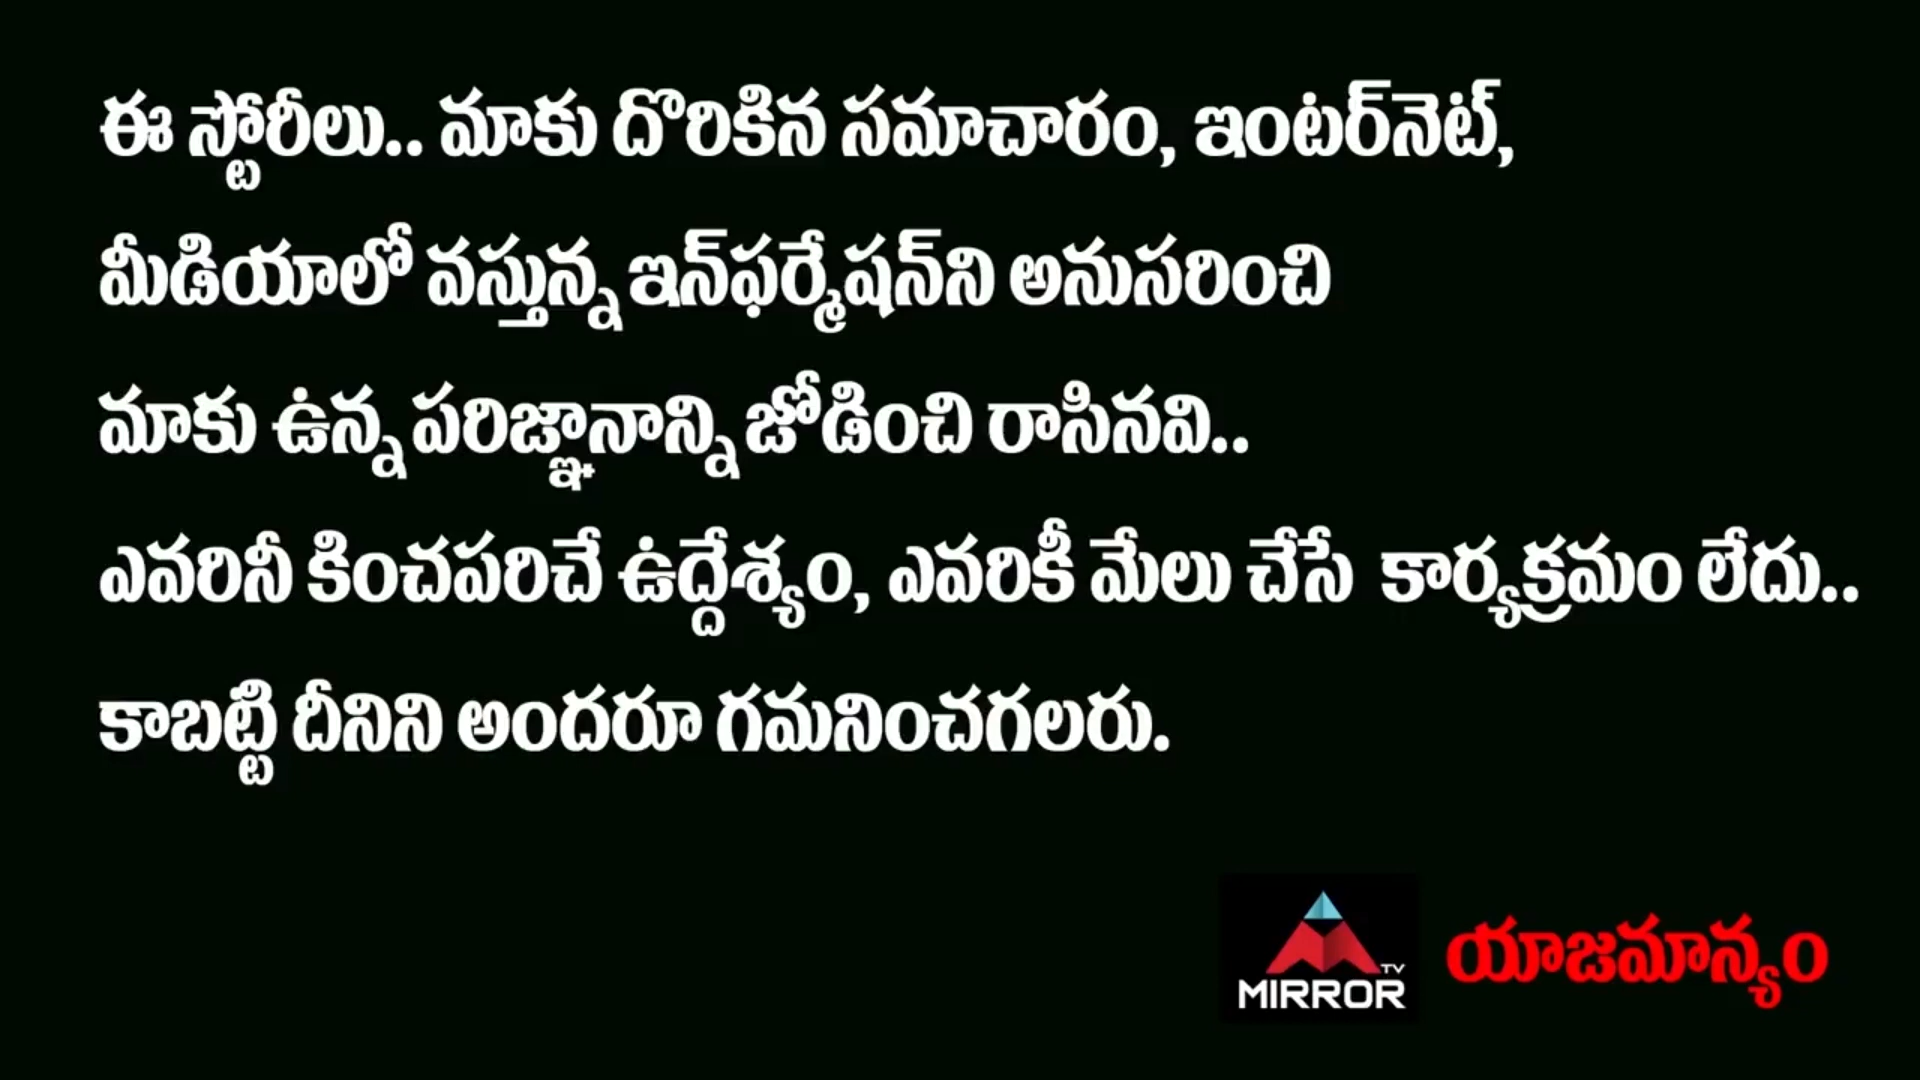 ఈ స్టోరీలు.. మాకు దొరికిన సమాచారం, ఇంటర్‌నెట్,
మీడియాలో వస్తున్న ఇన్‌ఫర్మేషన్‌ని అనుసరించి
మాకు ఉన్న పరిజ్ఞానాన్ని జోడించి రాసినవి..
ఎవరినీ కించపరిచే ఉద్దేశ్యం, ఎవరికీ మేలు చేసే కార్యక్రమం లేదు..
కాబట్టి దీనిని అందరూ గమనించగలరు.
TV
MIRROR
యాజమాన్యం